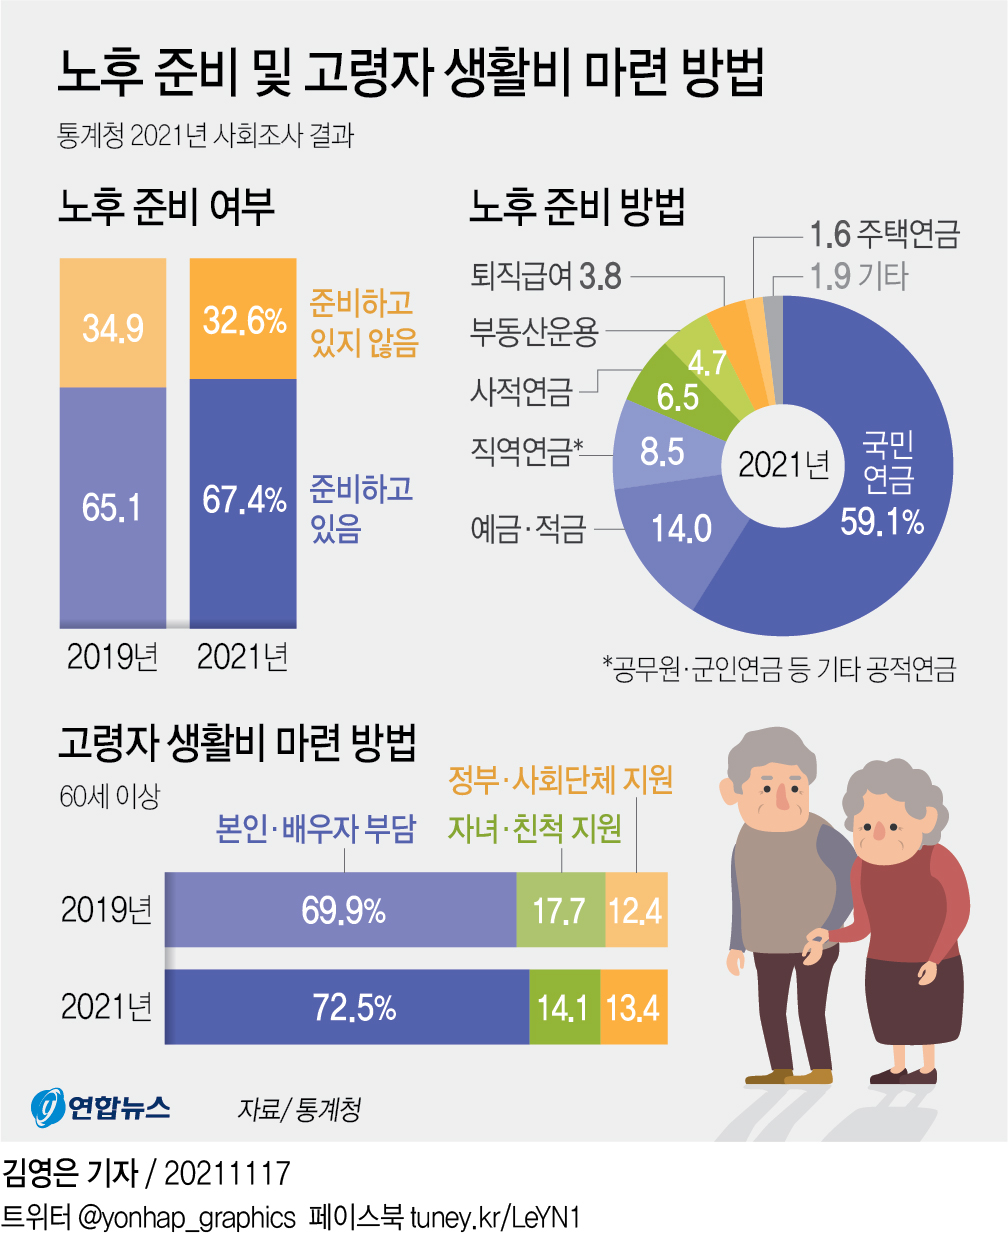 노후 준비 및 고령자 생활비 마련 방법
통계청 2021년 사회조사 결과
노후 준비 여부
34.9
32.6%
준비하고
있지 않음
65.1
67.4%
준비하고
있음
2019년
2021년
노후 준비 방법
1.6 주택연금
1.9 기타
퇴직급여 3.8
부동산운용
4.7
사적연금
6.5
직역연금*
8.5
예금·적금
14.0
2021년
국민
연금
59.1%
*공무원·군인연금 등 기타 공적연금
고령자 생활비 마련 방법
60세 이상
정부·사회단체 지원
본인·배우자 부담
자녀·친척 지원
2019년
69.9%
17.7
12.4
2021년
72.5%
14.1
13.4
연합뉴스
자료/ 통계청
김영은 기자 / 20211117
트위터 @yonhap_graphics 페이스북 tuney.kr/LeYN1